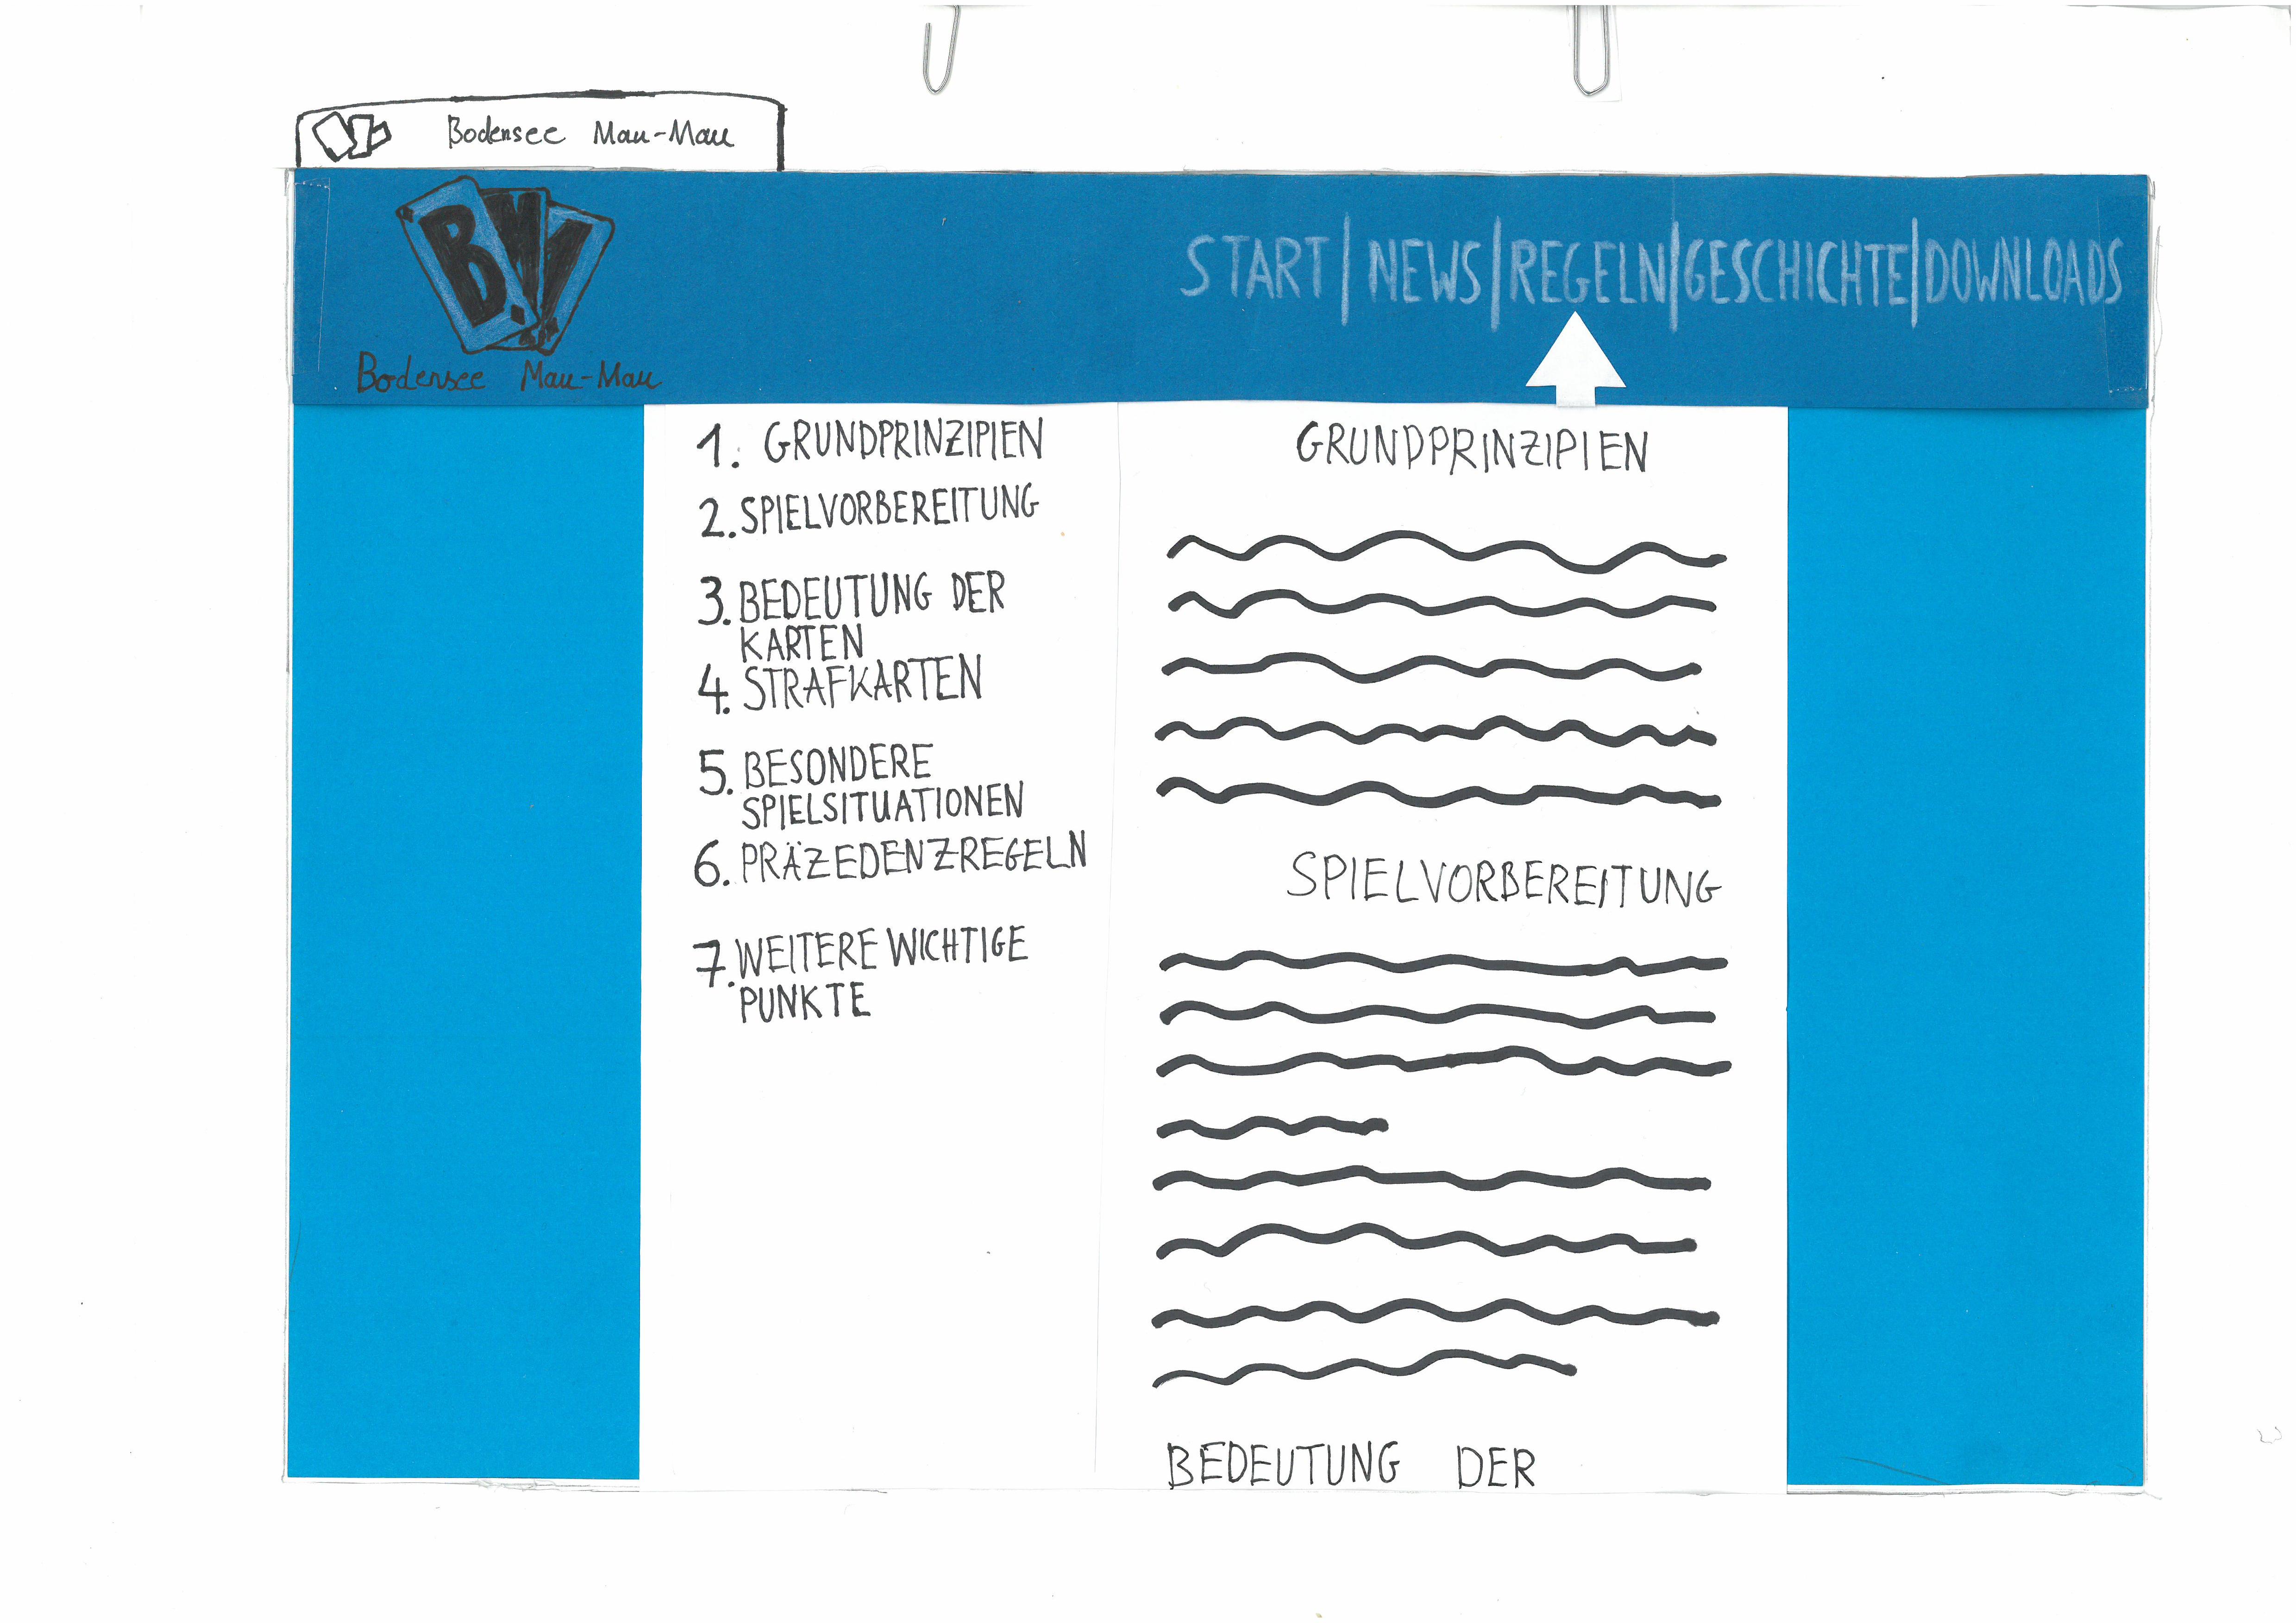 Bodensee Mau-Mau
B.M.M
Bodensee Mau-Mau
START | NEWS | REGELN | GESCHICHTE | DOWNLOADS
1. GRUNDPRINZIPIEN
2. SPIELVORBEREITUNG
3. BEDEUTUNG DER
KARTEN
4. STRAFKARTEN
5. BESONDERE
SPIELSITUATIONEN
6. PRÄZEDENZREGELN
7. WEITERE WICHTIGE
PUNKTE
GRUNDPRINZIPIEN
SPIELVORBEREITUNG
BEDEUTUNG DER